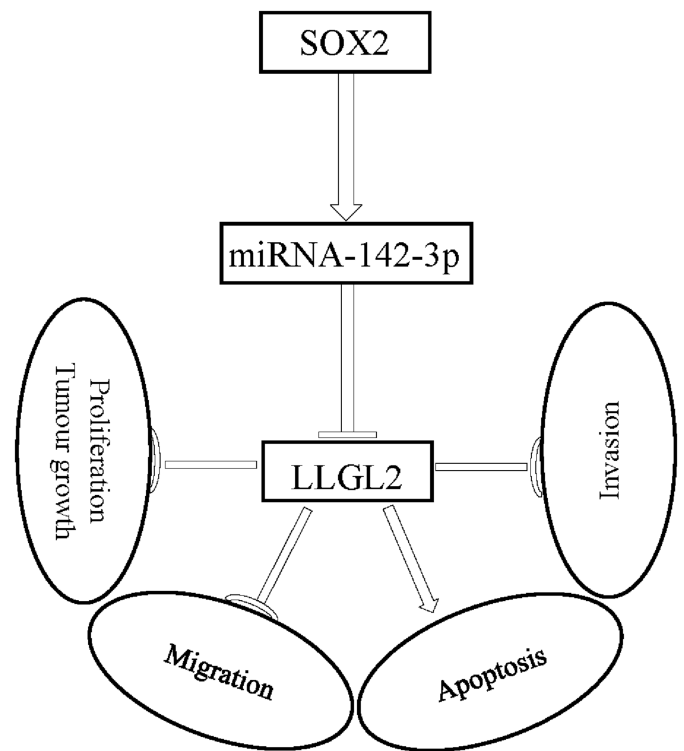 SOX2
miRNA-142-3p
LLGL2
Proliferation
Tumour growth
Invasion
Migration
Apoptosis